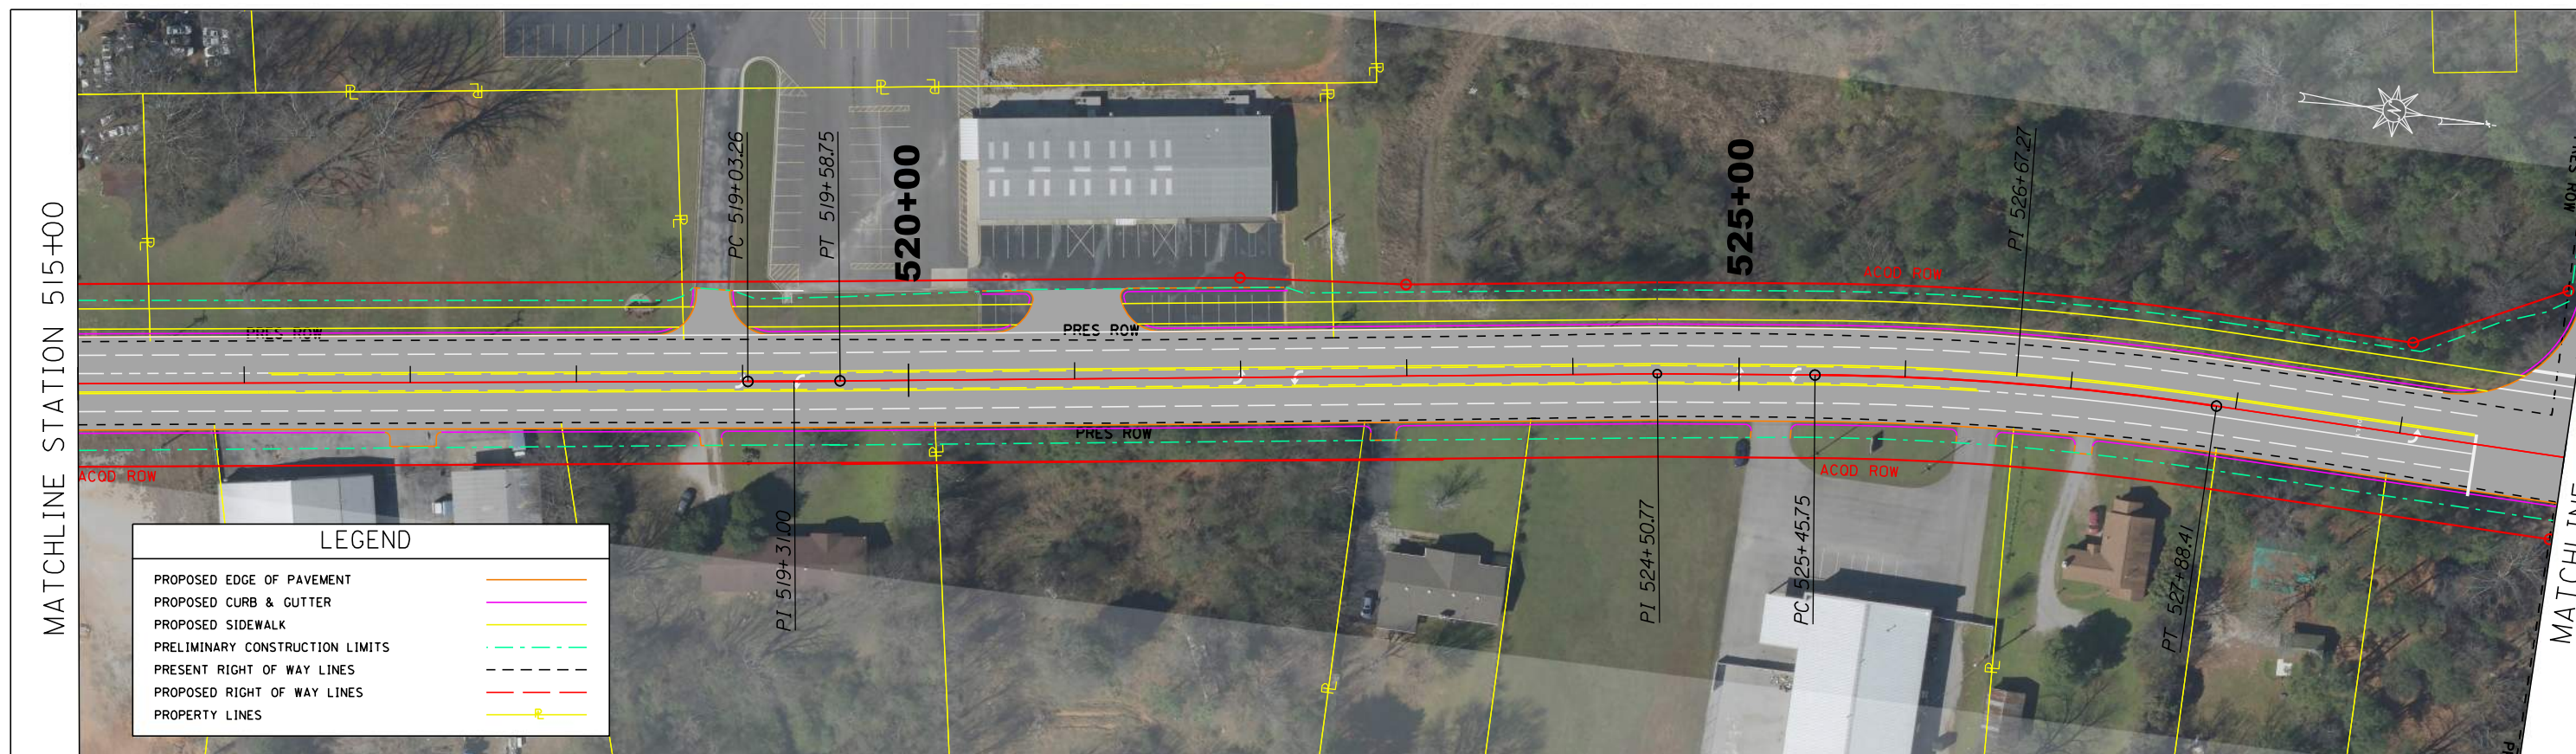 MATCHLINE STATION 515+00
PC 519+03.26
PT 519+58.75
520+00
525+00
PI 526+67.27
ACQD ROW
PRES ROW
PRES ROW
PRES ROW
ACQD ROW
ACQD ROW
PI 519+31.00
PI 524+50.77
PC 525+45.75
PT 527+88.41
N
MATCHLINE
LEGEND
PROPOSED EDGE OF PAVEMENT
PROPOSED CURB & GUTTER
PROPOSED SIDEWALK
PRELIMINARY CONSTRUCTION LIMITS
PRESENT RIGHT OF WAY LINES
PROPOSED RIGHT OF WAY LINES
PROPERTY LINES
PL